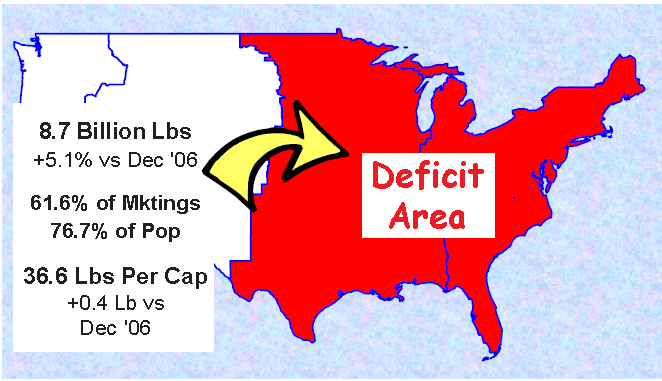 8.7 Billion Lbs
+5.1% vs Dec '06
61.6% of Mktings
76.7% of Pop
36.6 Lbs Per Cap
+0.4 Lb vs
Dec '06
Deficit
Area